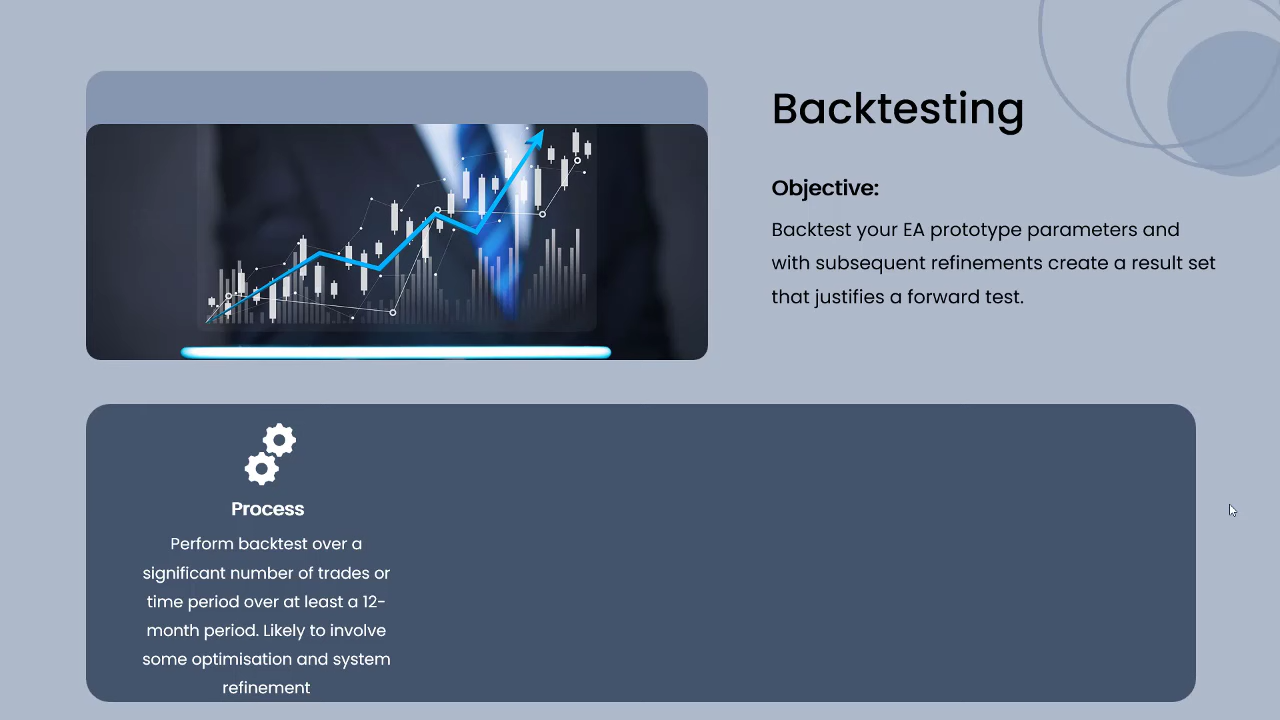 Backtesting
Objective:
Backtest your EA prototype parameters and
with subsequent refinements create a result set
that justifies a forward test.
Process
Perform backtest over a
significant number of trades or
time period over at least a 12-
month period. Likely to involve
some optimisation and system
refinement